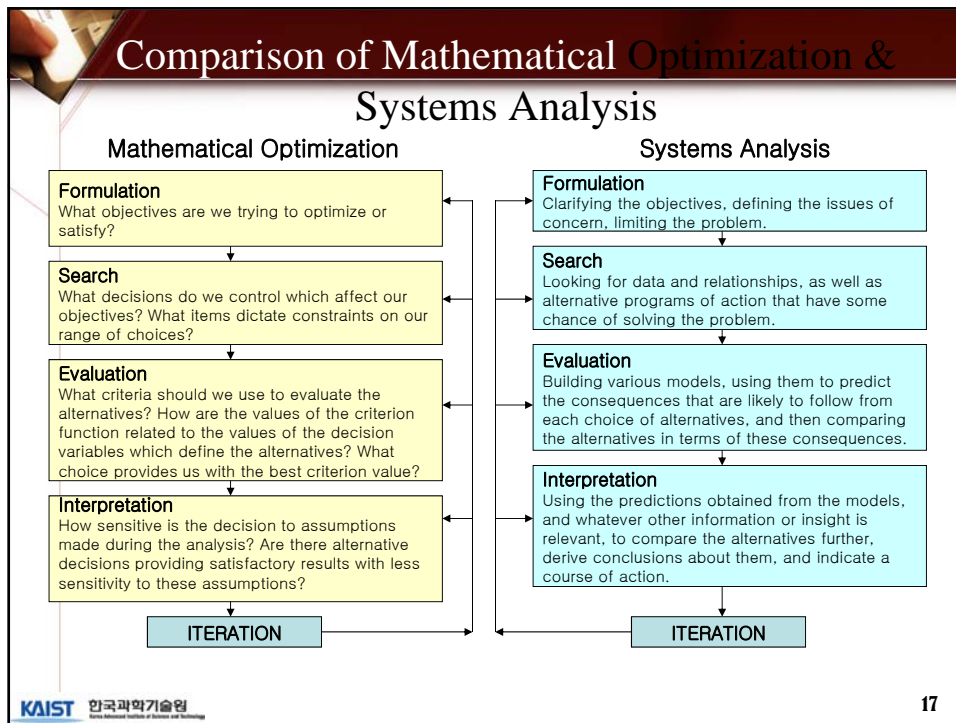 Comparison of Mathematical Optimization &
Systems Analysis
Mathematical Optimization
Formulation
What objectives are we trying to optimize or
satisfy?
Search
What decisions do we control which affect our
objectives? What items dictate constraints on our
range of choices?
Evaluation
What criteria should we use to evaluate the
alternatives? How are the values of the criterion
function related to the values of the decision
variables which define the alternatives? What
choice provides us with the best criterion value?
Interpretation
How sensitive is the decision to assumptions
made during the analysis? Are there alternative
decisions providing satisfactory results with less
sensitivity to these assumptions?
ITERATION
Systems Analysis
Formulation
Clarifying the objectives, defining the issues of
concern, limiting the problem.
Search
Looking for data and relationships, as well as
alternative programs of action that have some
chance of solving the problem.
Evaluation
Building various models, using them to predict
the consequences that are likely to follow from
each choice of alternatives, and then comparing
the alternatives in terms of these consequences.
Interpretation
Using the predictions obtained from the models,
and whatever other information or insight is
relevant, to compare the alternatives further,
derive conclusions about them, and indicate a
course of action.
ITERATION
KAIST 한국과학기술원
Korea Advanced Institute of Science and Technology
17